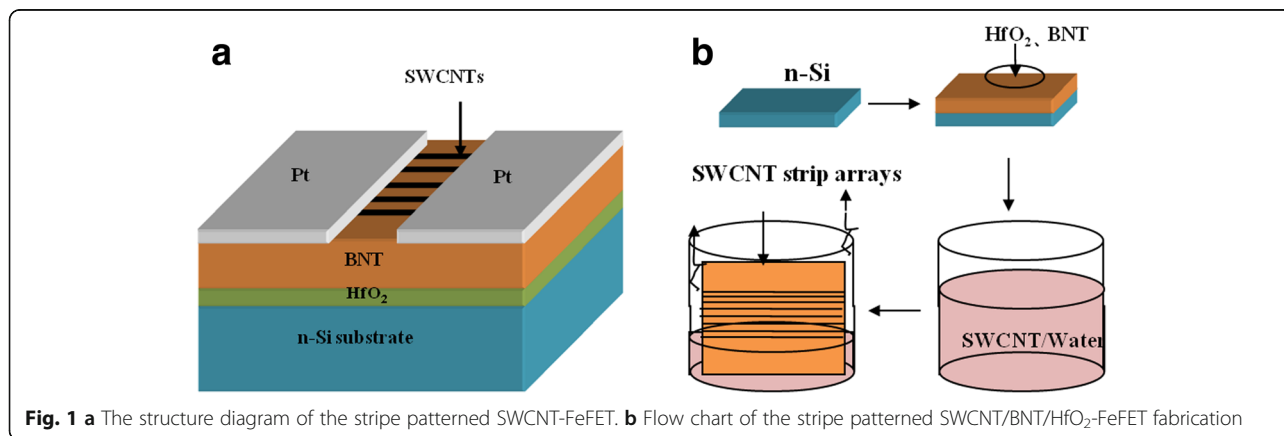 a
SWCNTs
Pt
Pt
BNT
HfO₂
n-Si substrate
b
HfO₂、BNT
n-Si
SWCNT strip arrays
SWCNT/Water
Fig. 1 a The structure diagram of the stripe patterned SWCNT-FeFET. b Flow chart of the stripe patterned SWCNT/BNT/HfO₂-FeFET fabrication